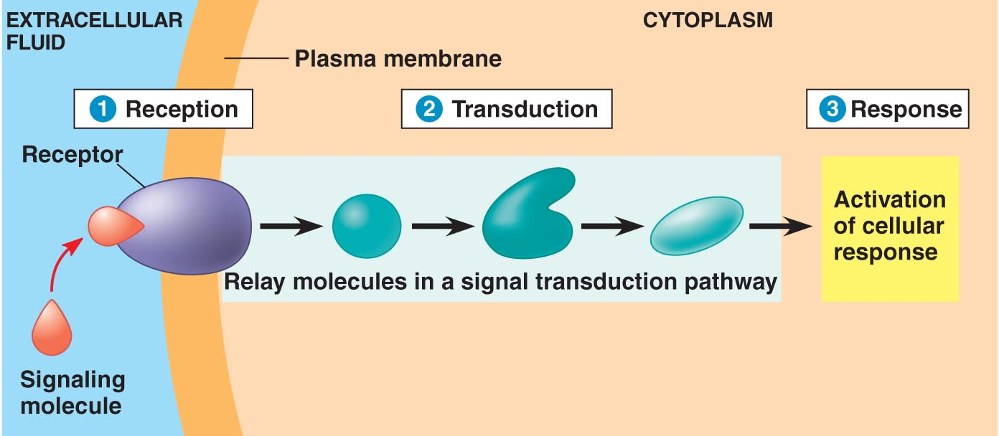 EXTRACELLULAR
FLUID
CYTOPLASM
Plasma membrane
1 Reception
2 Transduction
3 Response
Receptor
Activation
of cellular
response
Relay molecules in a signal transduction pathway
Signaling
molecule